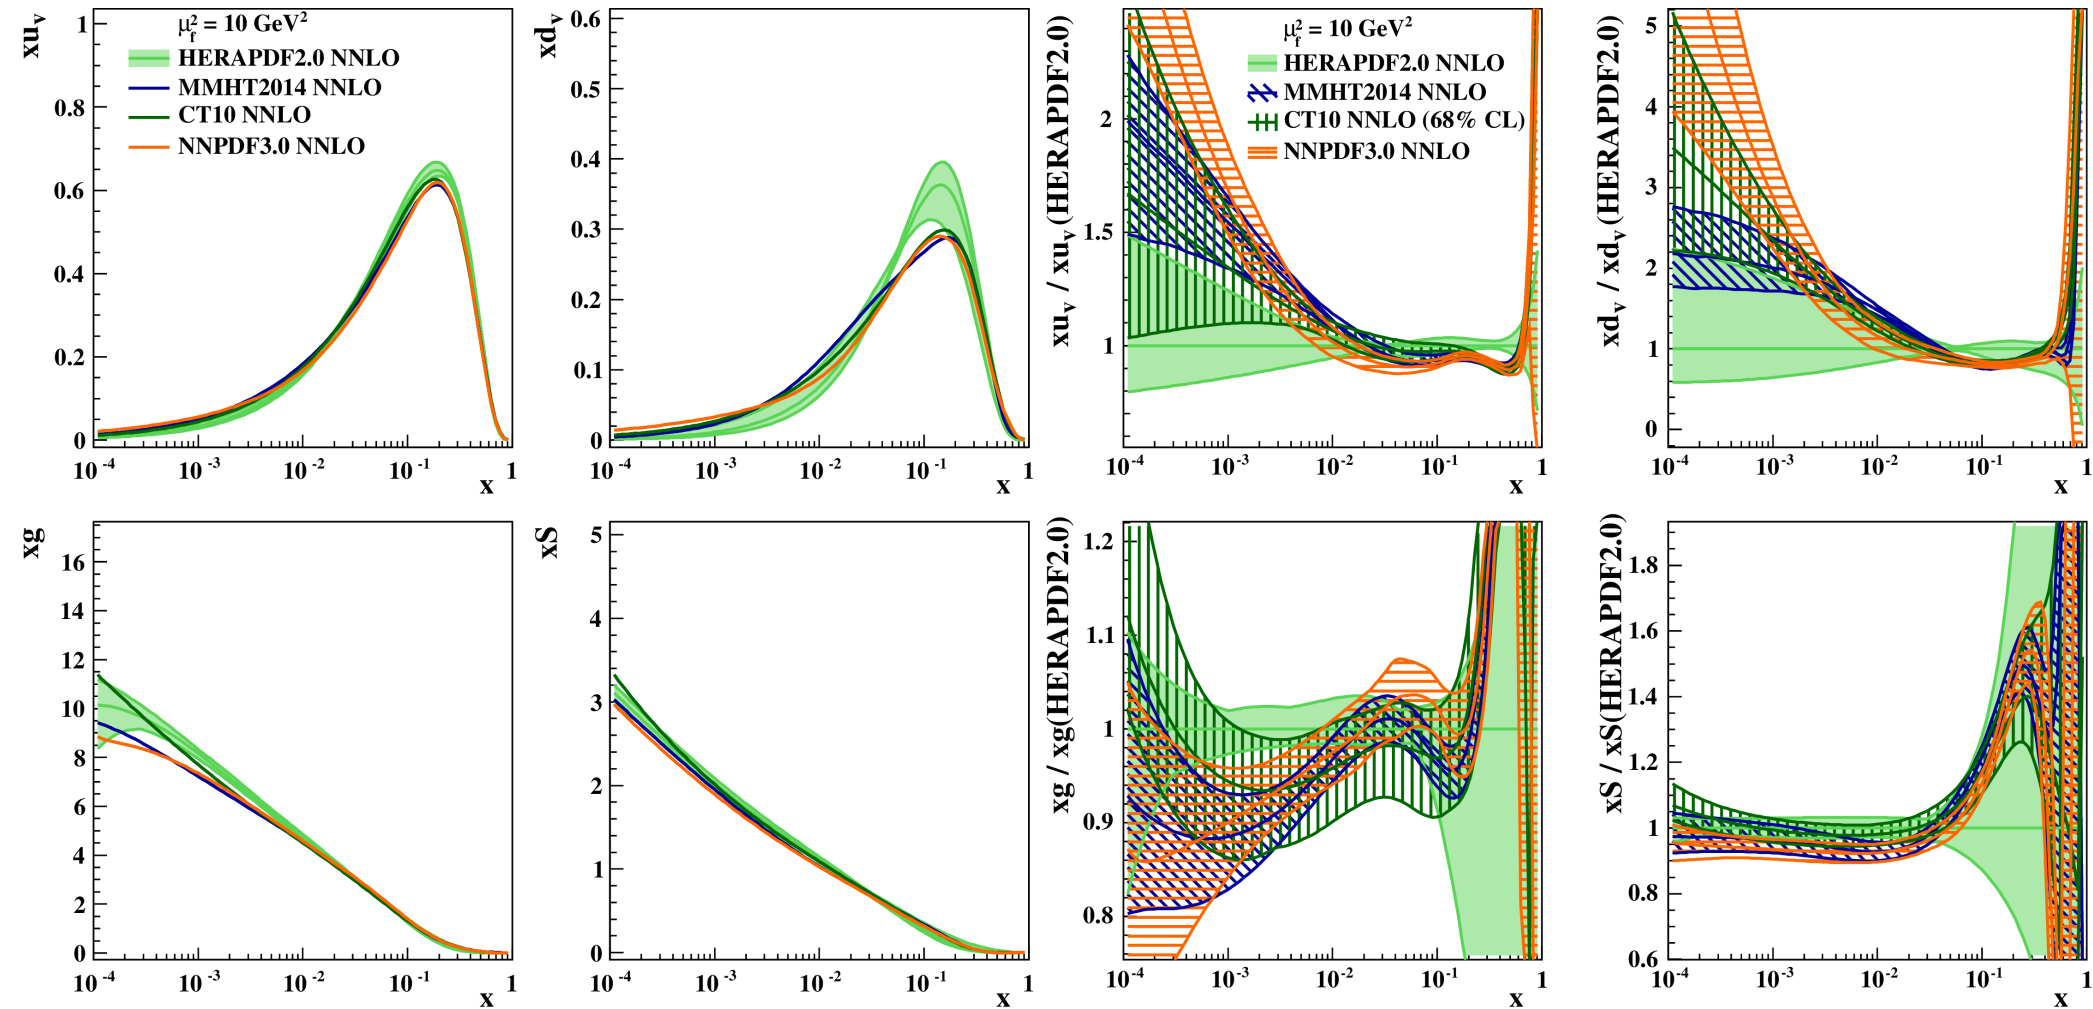 xu_v
1
0.8
0.6
0.4
0.2
0
μ_f^2 = 10 GeV^2
HERAPDF2.0 NNLO
MMHT2014 NNLO
CT10 NNLO
NNPDF3.0 NNLO
10^-4 10^-3 10^-2 10^-1 1
x
xd_v
0.6
0.5
0.4
0.3
0.2
0.1
0
10^-4 10^-3 10^-2 10^-1 1
x
xu_v / xu_v(HERAPDF2.0)
2
1.5
1
μ_f^2 = 10 GeV^2
HERAPDF2.0 NNLO
MMHT2014 NNLO
CT10 NNLO (68% CL)
NNPDF3.0 NNLO
10^-4 10^-3 10^-2 10^-1 1
x
xd_v / xd_v(HERAPDF2.0)
5
4
3
2
1
0
10^-4 10^-3 10^-2 10^-1 1
x
xg
16
14
12
10
8
6
4
2
0
10^-4 10^-3 10^-2 10^-1 1
x
xS
5
4
3
2
1
0
10^-4 10^-3 10^-2 10^-1 1
x
xg / xg(HERAPDF2.0)
1.2
1.1
1
0.9
0.8
10^-4 10^-3 10^-2 10^-1 1
x
xS / xS(HERAPDF2.0)
1.8
1.6
1.4
1.2
1
0.8
0.6
10^-4 10^-3 10^-2 10^-1 1
x